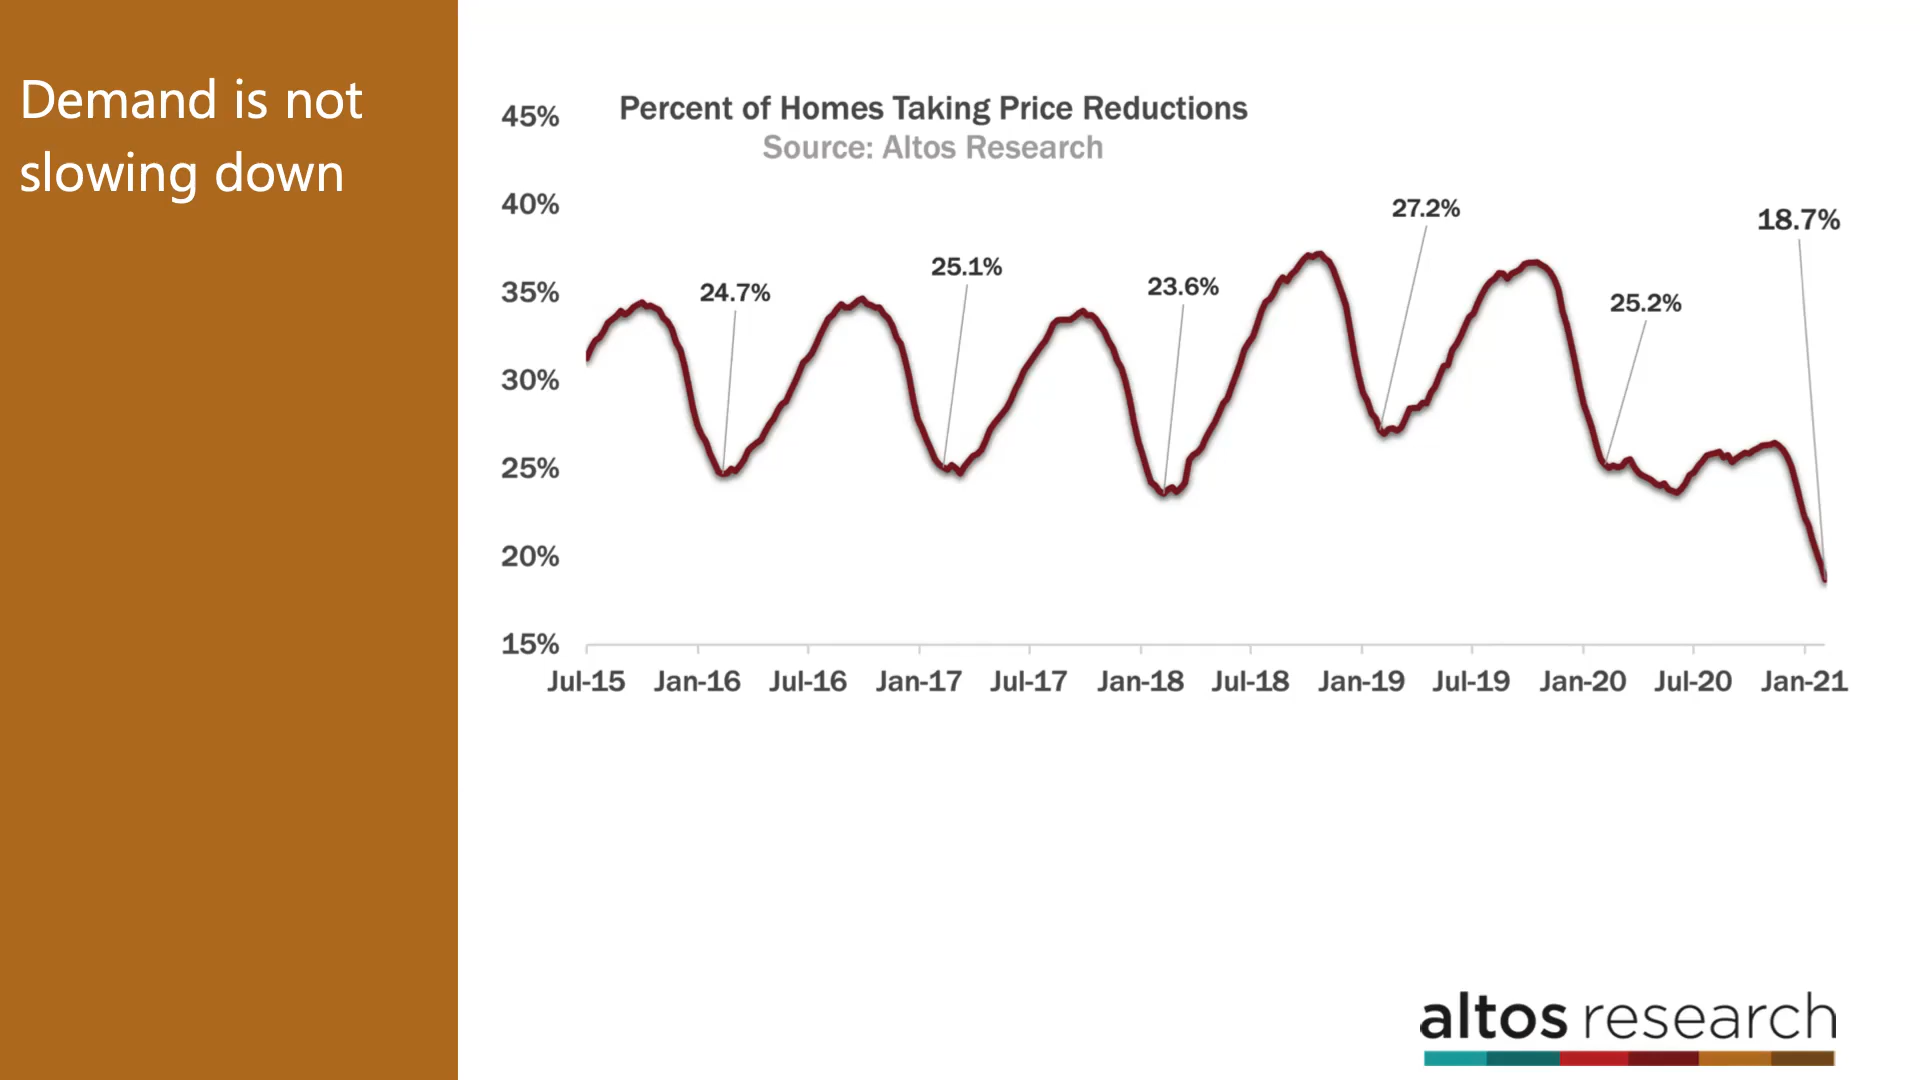 Demand is not
slowing down
Percent of Homes Taking Price Reductions
Source: Altos Research
45%
40%
35%
30%
25%
20%
15%
24.7%
25.1%
23.6%
27.2%
25.2%
18.7%
Jul-15 Jan-16 Jul-16 Jan-17 Jul-17 Jan-18 Jul-18 Jan-19 Jul-19 Jan-20 Jul-20 Jan-21
altos research